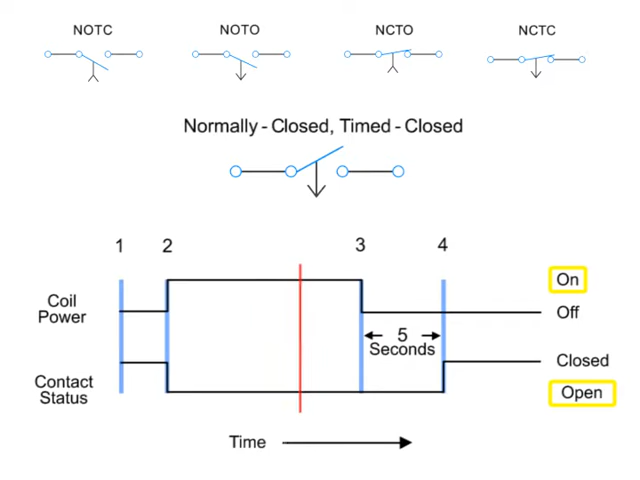 NOTC NOTO NCTO NCTC
Normally - Closed, Timed - Closed
1 2 3 4
On
Coil
Power
Off
5
Seconds
Closed
Contact
Status
Open
Time